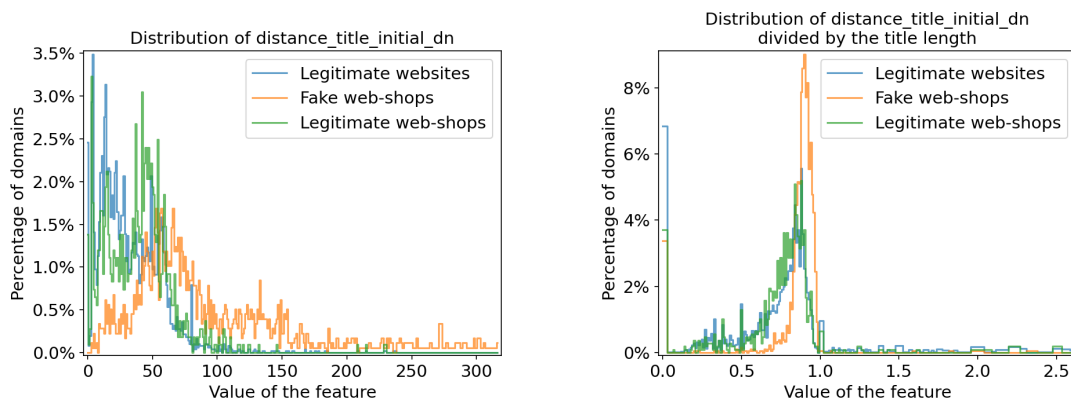 Distribution of distance_title_initial_dn
3.5%
3.0%
2.5%
2.0%
1.5%
1.0%
0.5%
0.0%
Percentage of domains
Legitimate websites
Fake web-shops
Legitimate web-shops
0
50
100
150
200
250
300
Value of the feature
Distribution of distance_title_initial_dn
divided by the title length
8%
6%
4%
2%
0%
Percentage of domains
Legitimate websites
Fake web-shops
Legitimate web-shops
0.0
0.5
1.0
1.5
2.0
2.5
Value of the feature